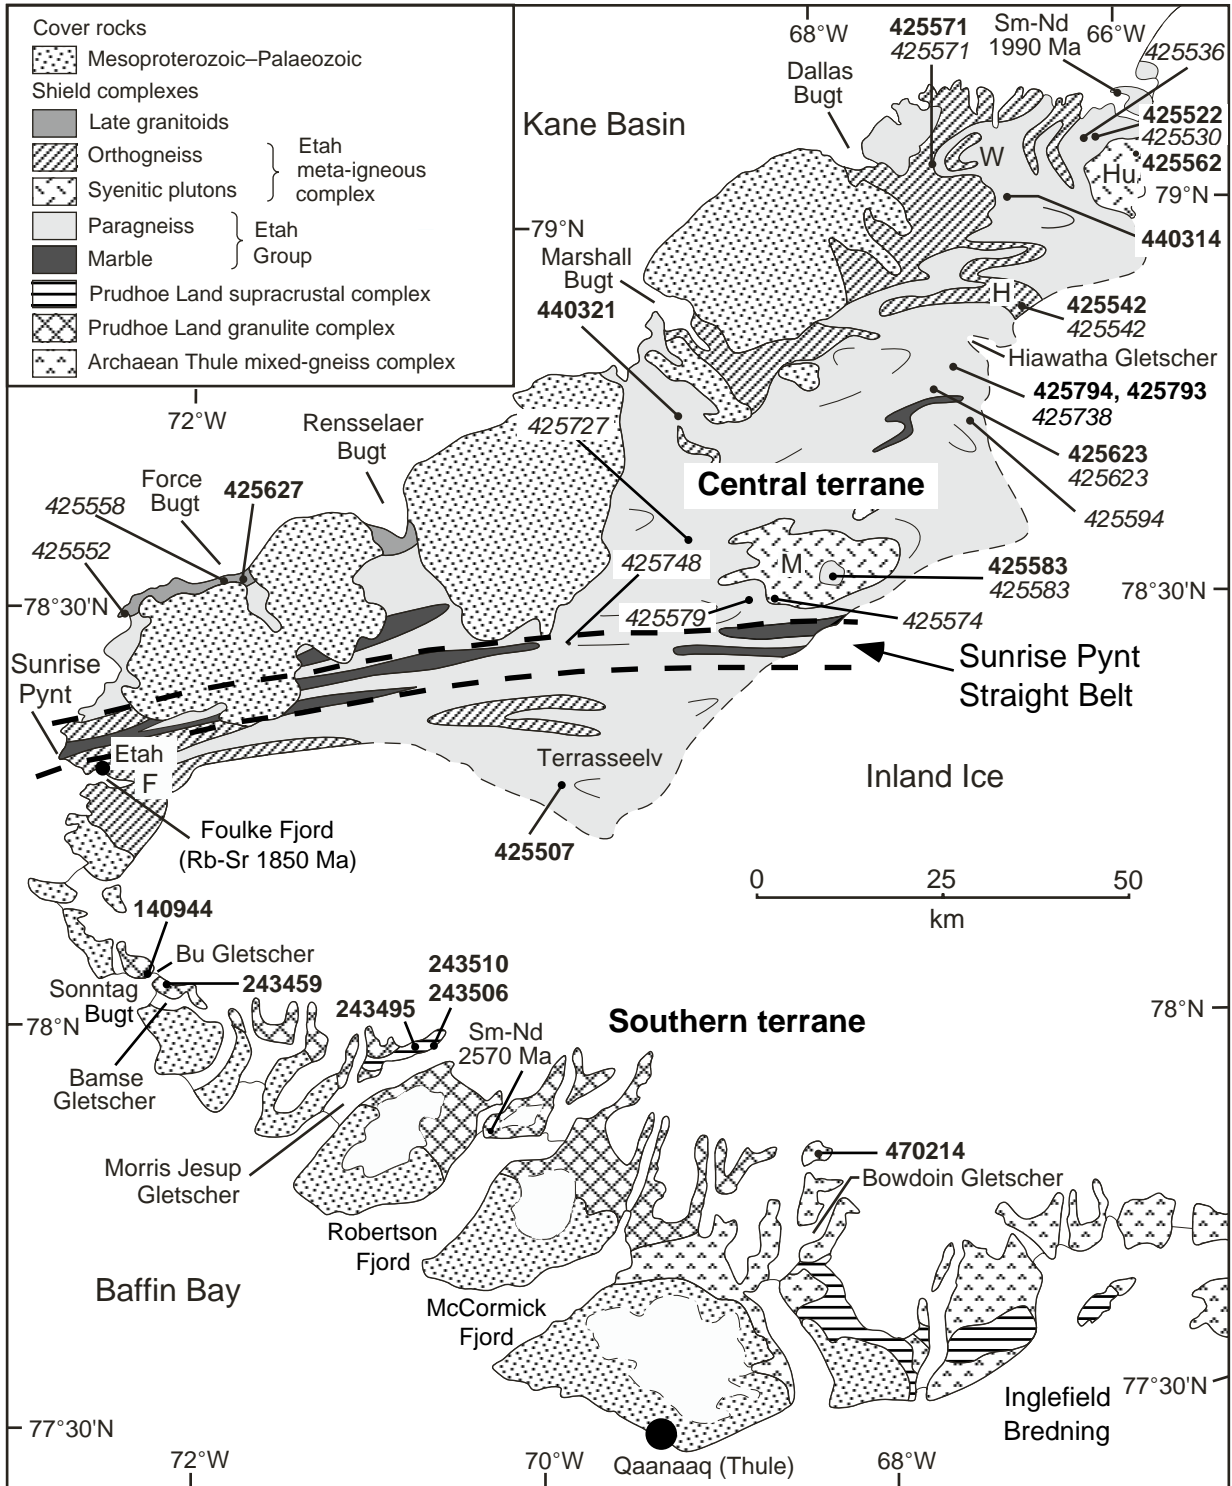 Cover rocks
Mesoproterozoic–Palaeozoic
Shield complexes
Late granitoids
Orthogneiss
Syenitic plutons
Etah
meta-igneous
complex
Paragneiss
Marble
Etah
Group
Prudhoe Land supracrustal complex
Prudhoe Land granulite complex
Archaean Thule mixed-gneiss complex
68°W
66°W
425571
425571
Sm-Nd
1990 Ma
425536
Dallas
Bugt
Kane Basin
425522
425530
425562
W
Hu
79°N
79°N
440314
Marshall
Bugt
440321
H
425542
425542
Hiawatha Gletscher
425794, 425793
425738
72°W
Rensselaer
Bugt
425727
425623
425623
Central terrane
425594
Force
Bugt
425627
425558
425552
425748
M
425583
425583
78°30'N
78°30'N
425579
425574
Sunrise
Pynt
Sunrise Pynt
Straight Belt
Etah
F
Terrasseelv
Inland Ice
Foulke Fjord
(Rb-Sr 1850 Ma)
425507
0
25
50
km
140944
Bu Gletscher
243459
Sonntag
Bugt
243510
243506
243495
Sm-Nd
2570 Ma
Southern terrane
78°N
78°N
Bamse
Gletscher
Morris Jesup
Gletscher
470214
Bowdoin Gletscher
Robertson
Fjord
Baffin Bay
McCormick
Fjord
Inglefield
Bredning
77°30'N
77°30'N
72°W
70°W
68°W
Qaanaaq (Thule)